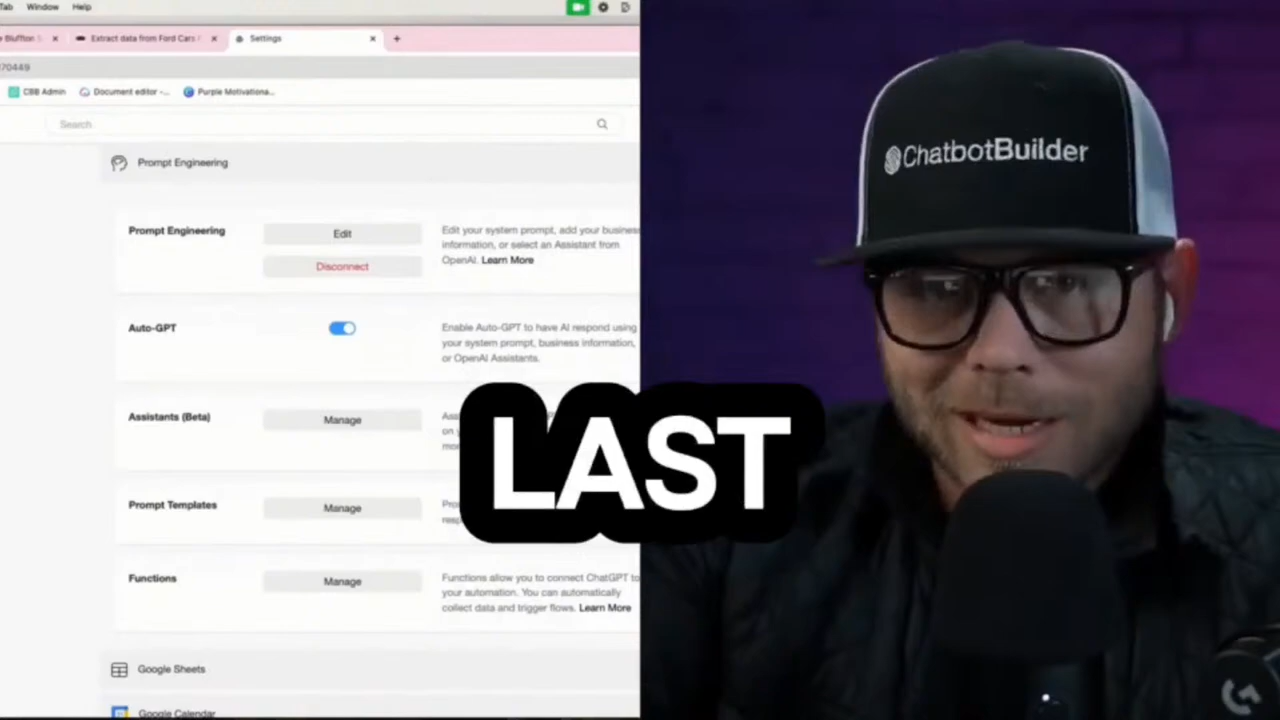 Tab Window Help
Bluffton
Extract data from Ford Cars
Settings
70449
CBB Admin
Document editor -...
Purple Motivationa...
Search
Prompt Engineering
Prompt Engineering
Edit
Disconnect
Edit your system prompt, add your business
information, or select an Assistant from
OpenAI. Learn More
Auto-GPT
Enable Auto-GPT to have AI respond using
your system prompt, business information,
or OpenAI Assistants.
Assistants (Beta)
Manage
Prompt Templates
Manage
Functions
Manage
Functions allow you to connect ChatGPT to
your automation. You can automatically
collect data and trigger flows. Learn More
Google Sheets
Google Calendar
LAST
ChatbotBuilder